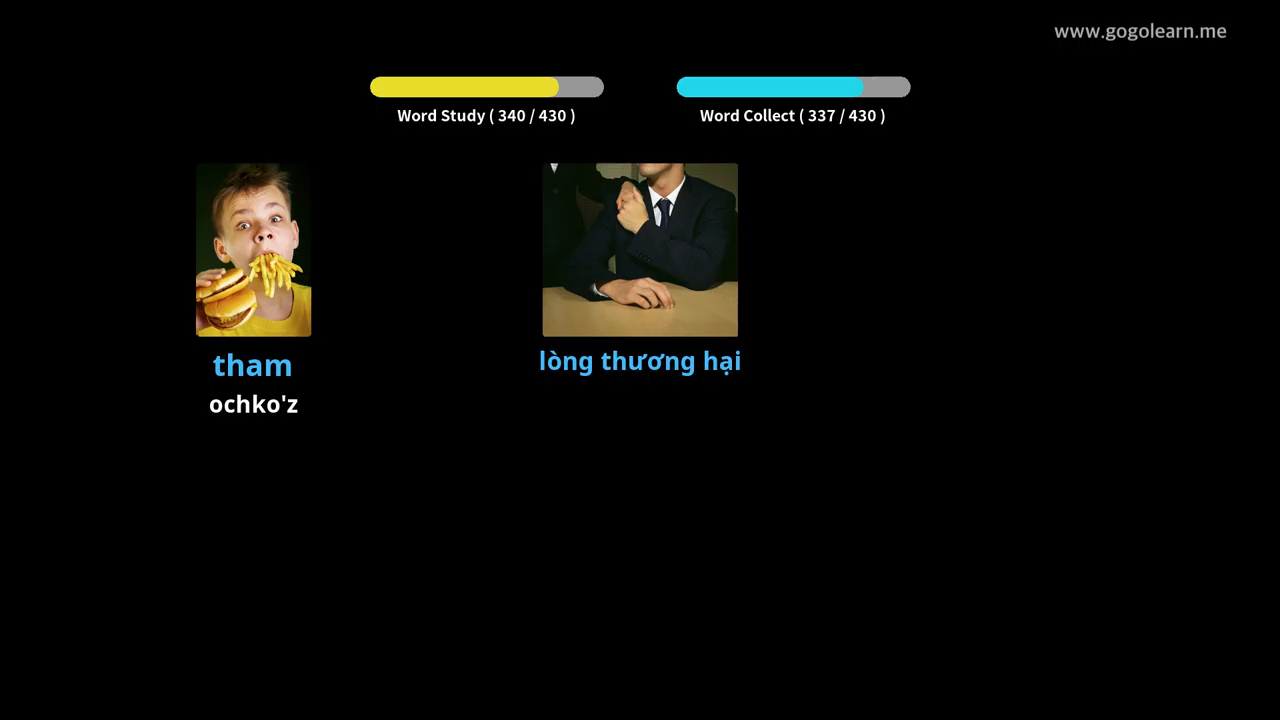 www.gogolearn.me
Word Study ( 340 / 430 )
Word Collect ( 337 / 430 )
tham
ochko'z
lòng thương hại